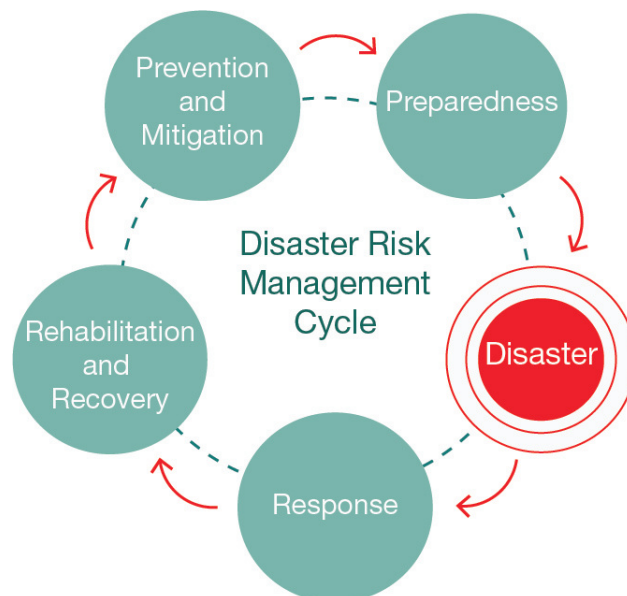 Prevention
and
Mitigation
Preparedness
Disaster Risk
Management
Cycle
Disaster
Response
Rehabilitation
and
Recovery